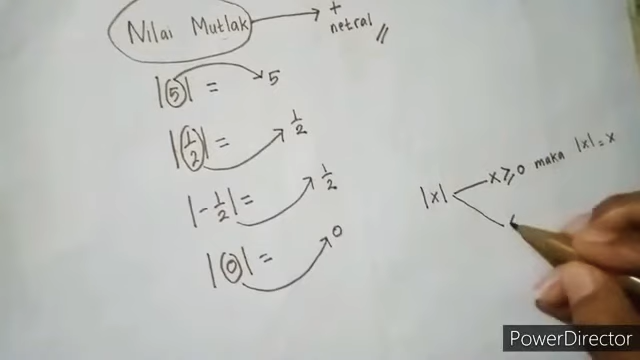 Nilai Mutlak → +
netral //
|5| = 5
|1/2| = 1/2
|-1/2| = 1/2
|0| = 0
|x| x ≥ 0 maka |x| = x
PowerDirector